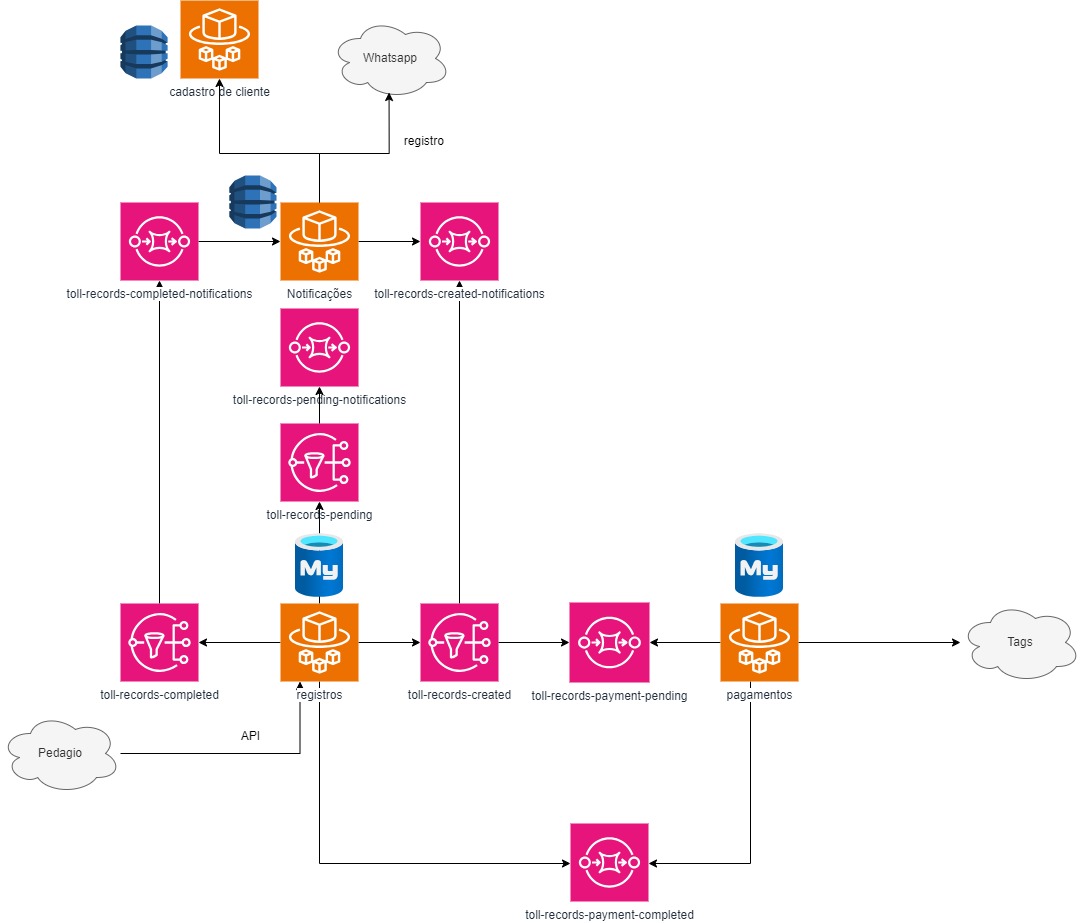 cadastro de cliente
Whatsapp
registro
toll-records-completed-notifications
Notificações
toll-records-created-notifications
toll-records-pending-notifications
toll-records-pending
My
My
toll-records-completed
registros
toll-records-created
toll-records-payment-pending
pagamentos
Tags
API
Pedagio
toll-records-payment-completed